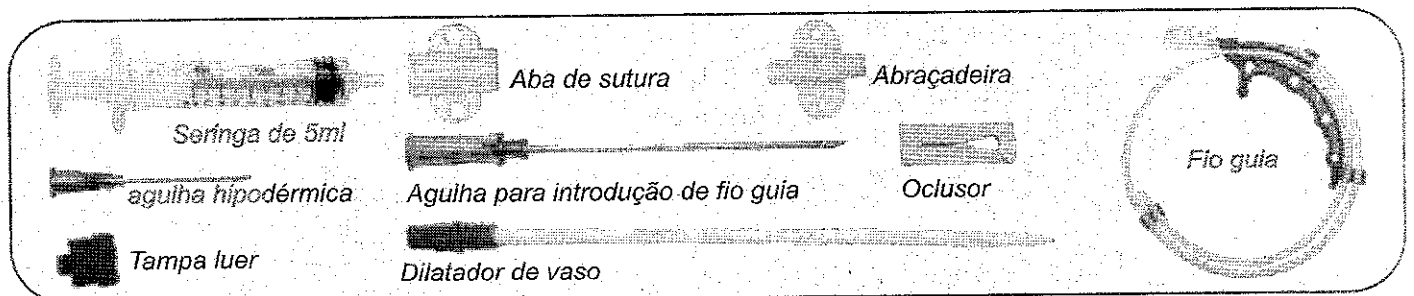 Aba de sutura
Abraçadeira
Seringa de 5ml
Fio guia
agulha hipodérmica
Agulha para introdução de fio guia
Oclusor
Tampa luer
Dilatador de vaso